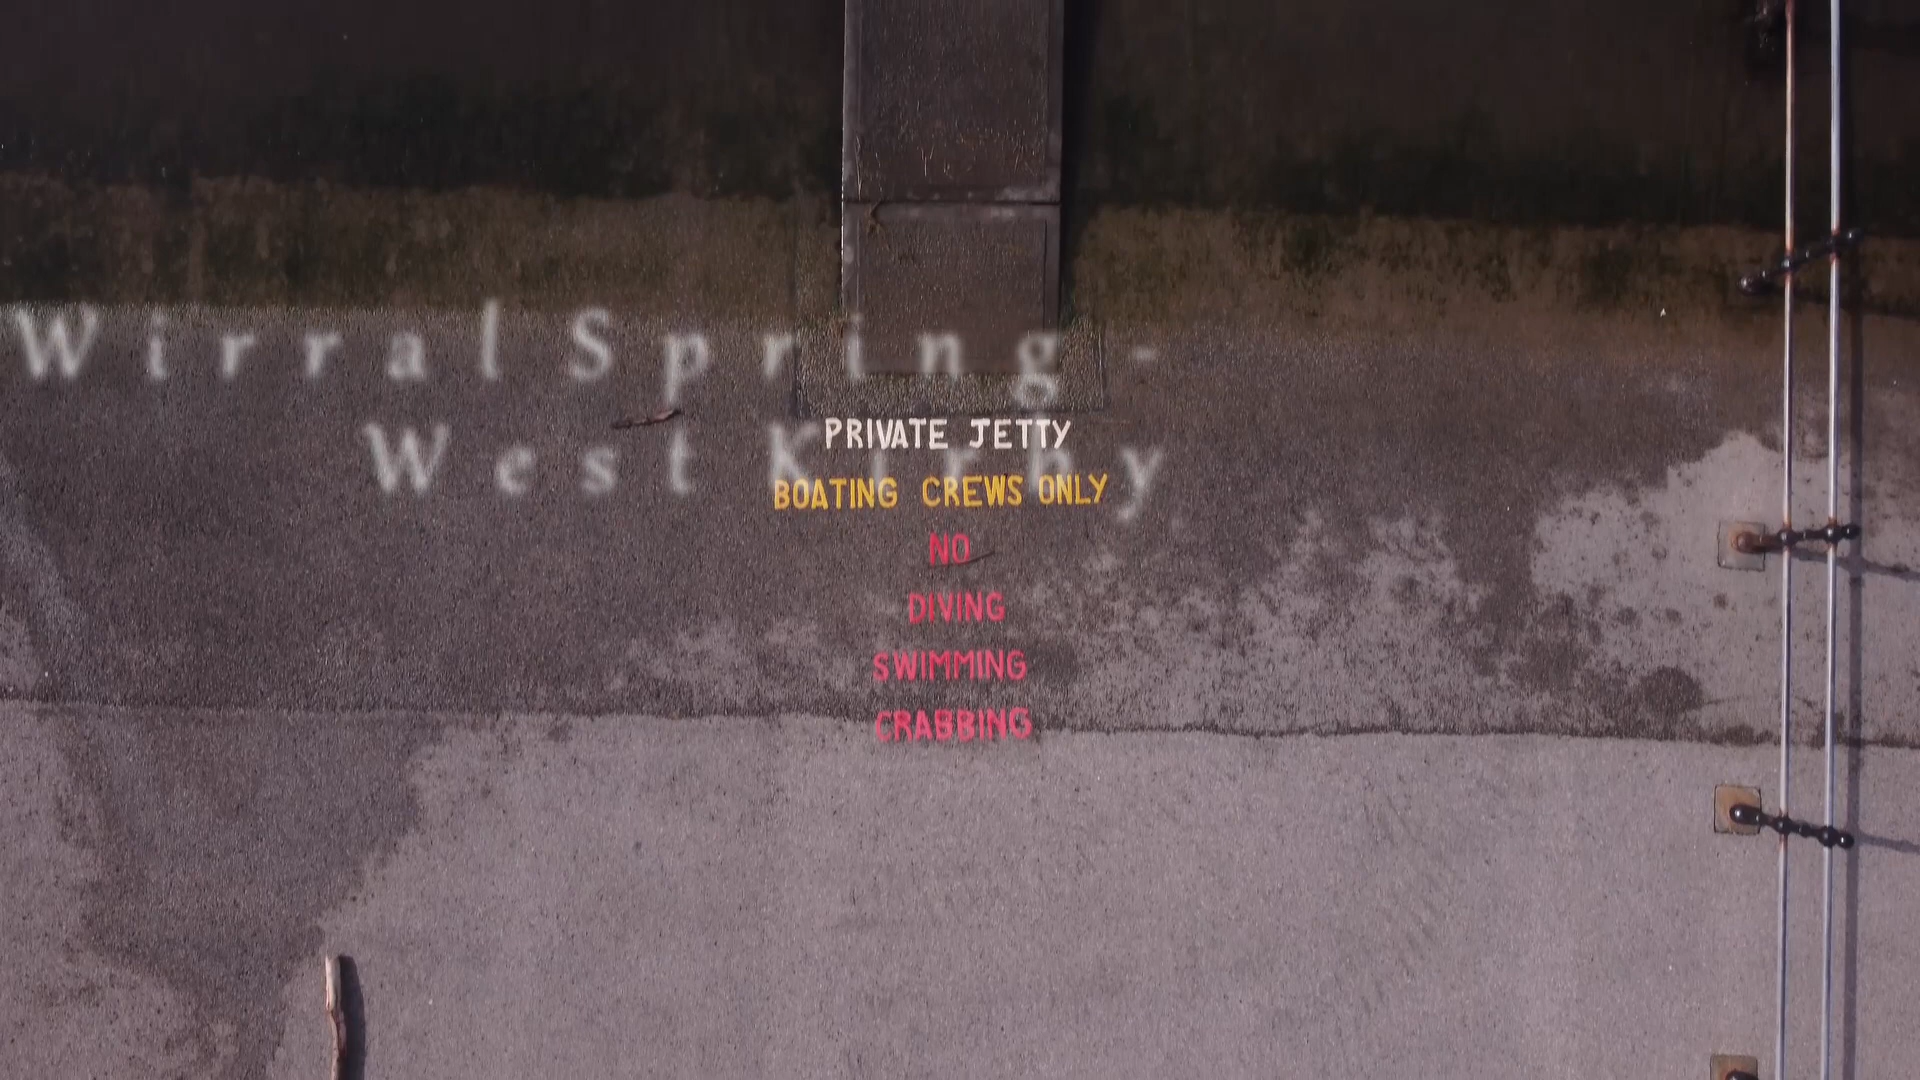 Wirral Spring -
West Kirby
PRIVATE JETTY
BOATING CREWS ONLY
NO
DIVING
SWIMMING
CRABBING